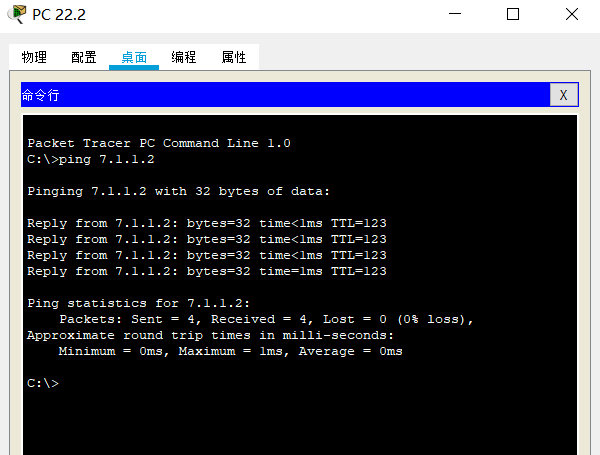 PC 22.2
物理 配置 桌面 编程 属性
命令行 X
Packet Tracer PC Command Line 1.0
C:\>ping 7.1.1.2
Pinging 7.1.1.2 with 32 bytes of data:
Reply from 7.1.1.2: bytes=32 time<1ms TTL=123
Reply from 7.1.1.2: bytes=32 time<1ms TTL=123
Reply from 7.1.1.2: bytes=32 time<1ms TTL=123
Reply from 7.1.1.2: bytes=32 time=1ms TTL=123
Ping statistics for 7.1.1.2:
Packets: Sent = 4, Received = 4, Lost = 0 (0% loss),
Approximate round trip times in milli-seconds:
Minimum = 0ms, Maximum = 1ms, Average = 0ms
C:\>